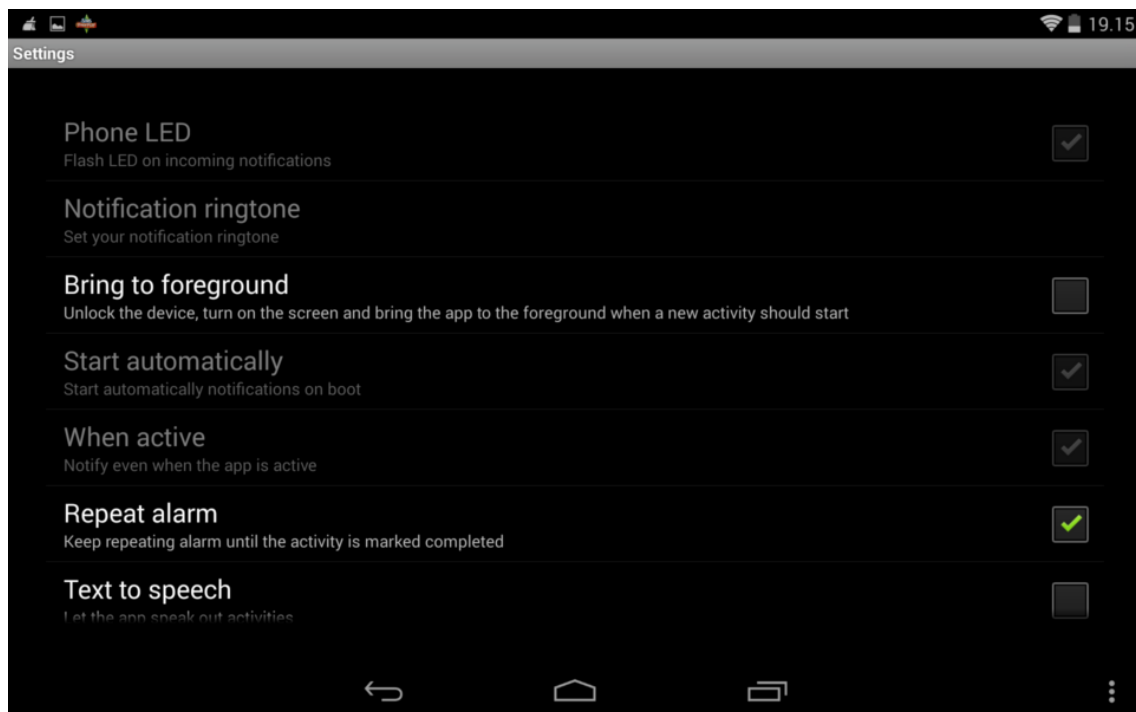 19.15
Settings
Phone LED
Flash LED on incoming notifications
Notification ringtone
Set your notification ringtone
Bring to foreground
Unlock the device, turn on the screen and bring the app to the foreground when a new activity should start
Start automatically
Start automatically notifications on boot
When active
Notify even when the app is active
Repeat alarm
Keep repeating alarm until the activity is marked completed
Text to speech
Let the app speak out activities